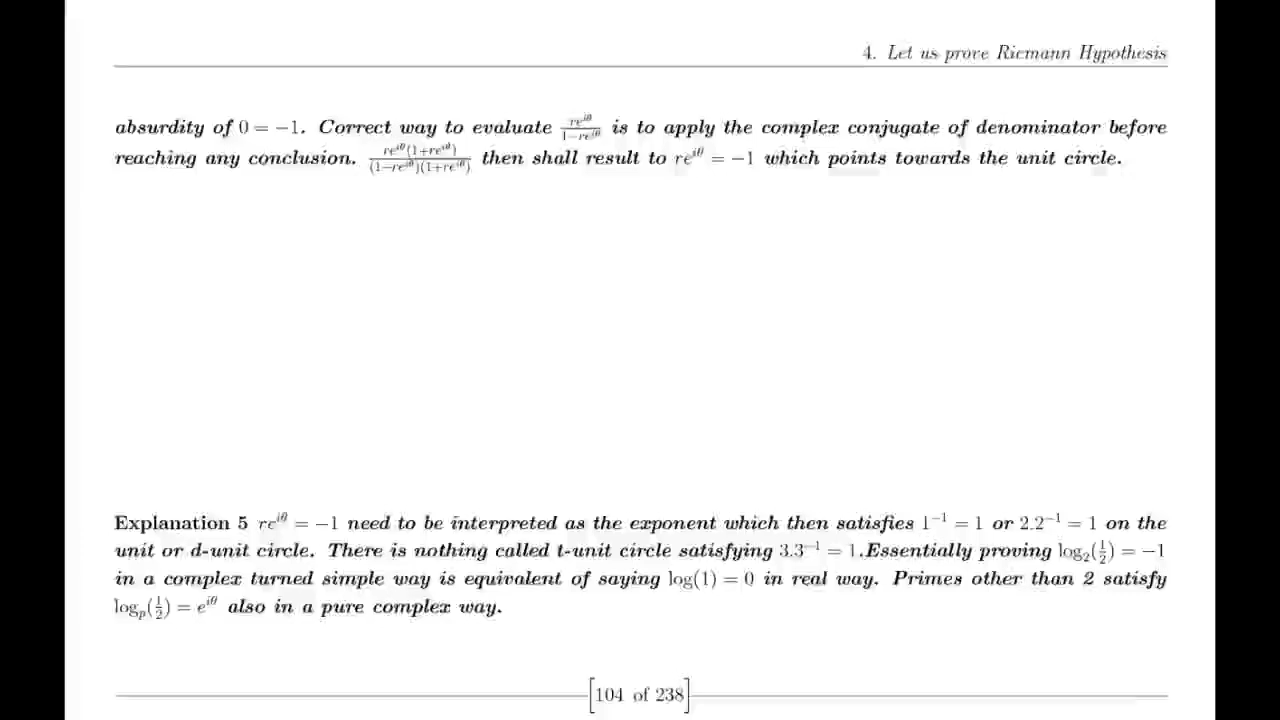 4. Let us prove Riemann Hypothesis
absurdity of 0 = −1. Correct way to evaluate re^{iθ}/(1−re^{iθ}) is to apply the complex conjugate of denominator before
reaching any conclusion. re^{iθ}(1+re^{iθ})/((1−re^{iθ})(1+re^{iθ})) then shall result to re^{iθ} = −1 which points towards the unit circle.
Explanation 5 re^{iθ} = −1 need to be interpreted as the exponent which then satisfies 1^{−1} = 1 or 2.2^{−1} = 1 on the
unit or d-unit circle. There is nothing called t-unit circle satisfying 3.3^{−1} = 1.Essentially proving log₂(1/2) = −1
in a complex turned simple way is equivalent of saying log(1) = 0 in real way. Primes other than 2 satisfy
log_p(1/2) = e^{iθ} also in a pure complex way.
[104 of 238]